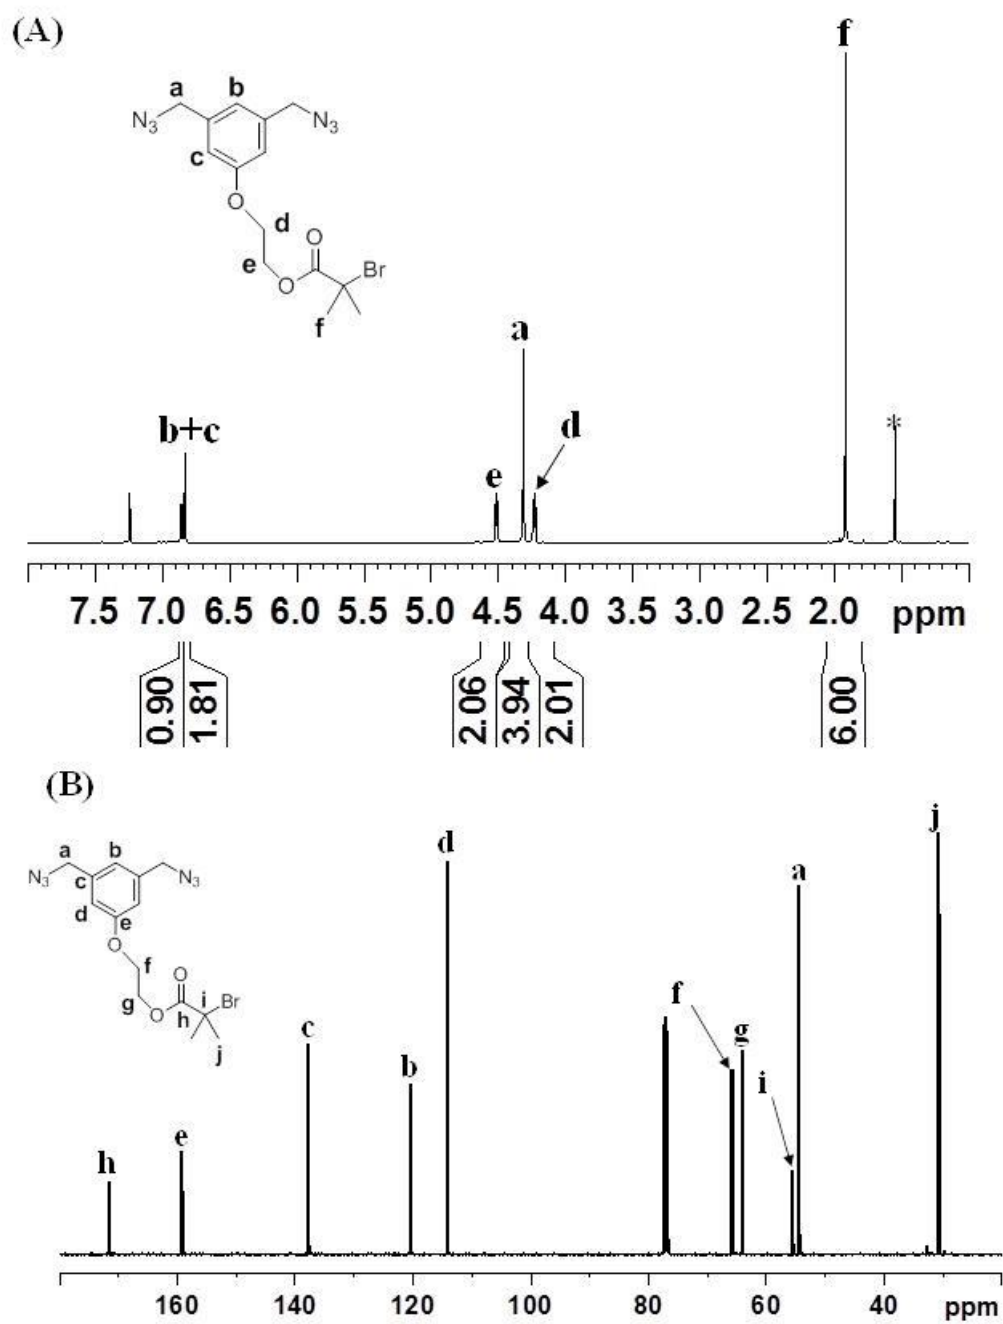 (A)
f
a b
N3 N3
c
O
d
O
e O Br
f
a
b+c
*
d
e
7.5 7.0 6.5 6.0 5.5 5.0 4.5 4.0 3.5 3.0 2.5 2.0 ppm
0.90 1.81 2.06 3.94 2.01 6.00
(B)
j
d
a b
a
N3 c N3
d
e
O
f
O
f
g O i Br
h
j
c
g
b
i
e
h
160 140 120 100 80 60 40 ppm